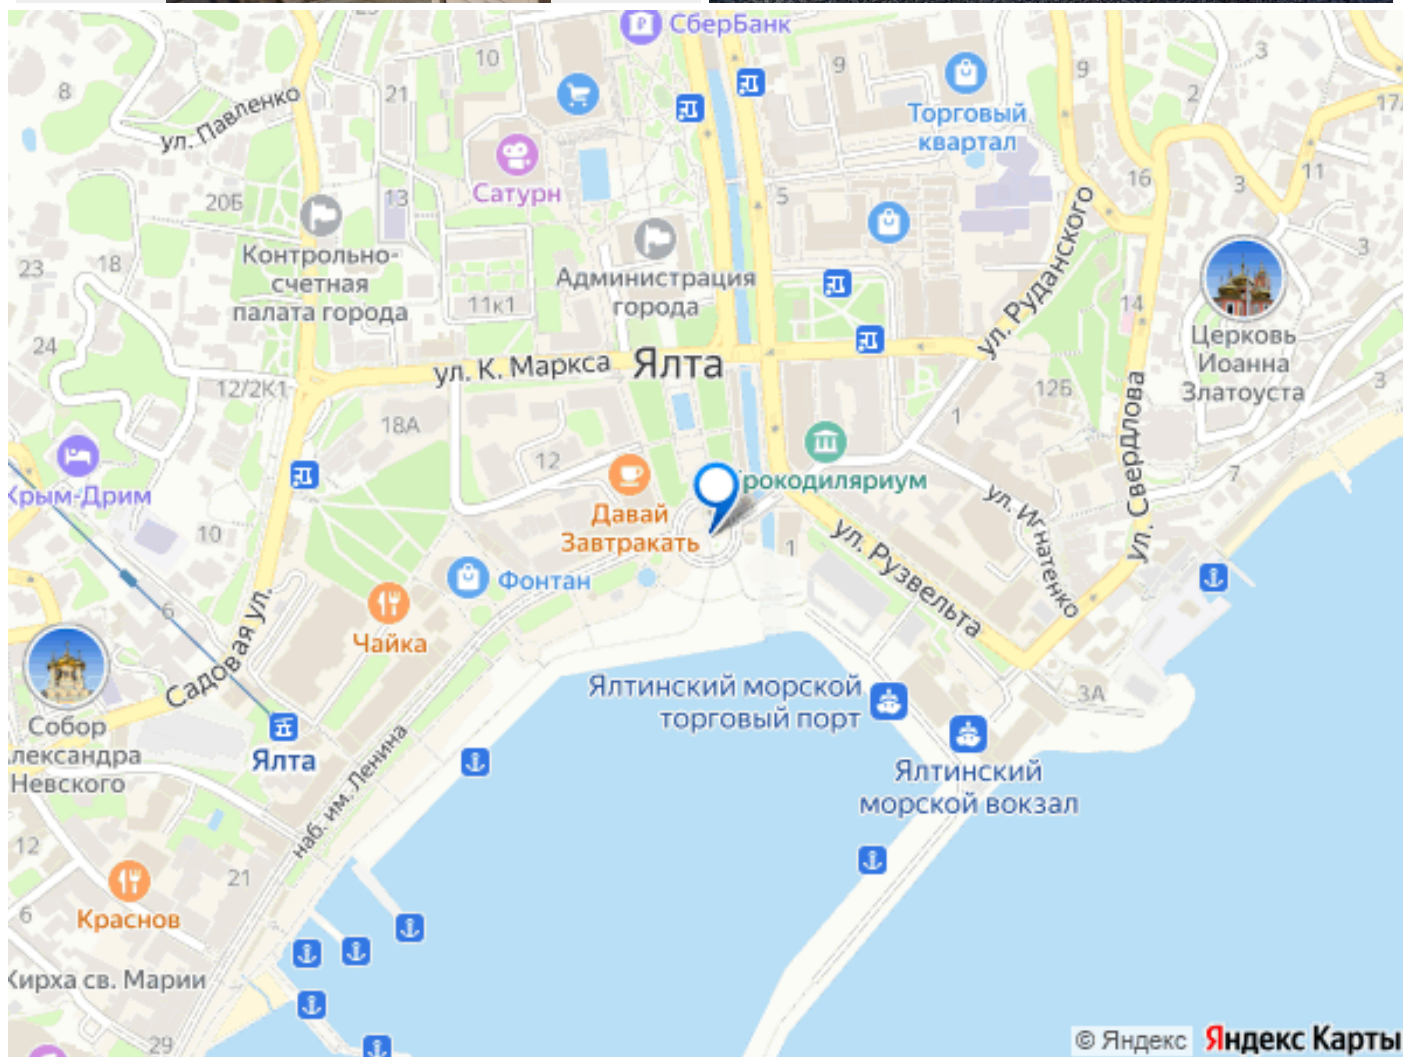 СберБанк
10
9
9
3
8
21
2
17
ул. Павленко
Торговый
квартал
Сатурн
16
11
3
20Б
13
5
3
Контрольно-
счетная
палата города
Администрация
города
23
18
11к1
ул. Руданского
14
Церковь
Иоанна
Златоуста
24
ул. К. Маркса
Ялта
12/2К1
12Б
3
18А
1
12
7
Крым-Дрим
рокодиляриум
ул. Свердлова
Давай
Завтракать
ул. Игнатенко
10
1
ул. Рузвельта
Фонтан
6
Чайка
Садовая ул.
Ялтинский морской
торговый порт
3А
Собор
лександра
Невского
Ялта
Ялтинский
морской вокзал
наб. им. Ленина
12
21
6
Краснов
Кирха св. Марии
29
© Яндекс Яндекс Карты